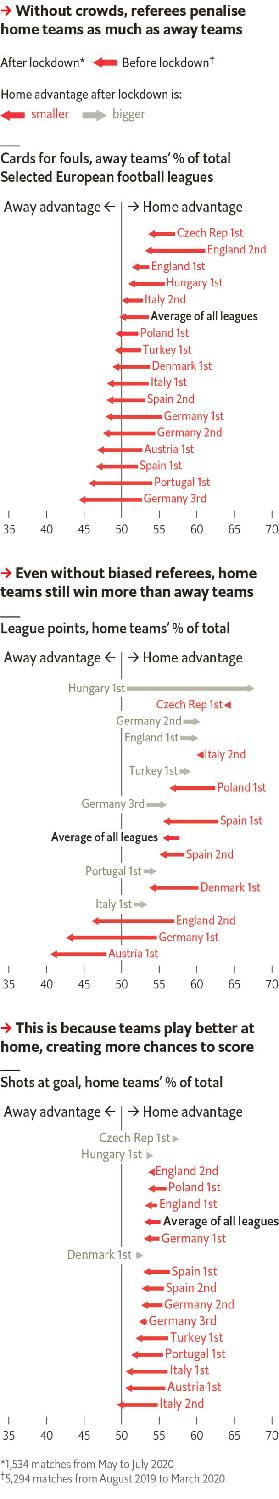 → Without crowds, referees penalise
home teams as much as away teams
After lockdown* Before lockdown†
Home advantage after lockdown is:
smaller bigger
Cards for fouls, away teams' % of total
Selected European football leagues
Away advantage ← → Home advantage
Czech Rep 1st
England 2nd
England 1st
Hungary 1st
Italy 2nd
Average of all leagues
Poland 1st
Turkey 1st
Denmark 1st
Italy 1st
Spain 2nd
Germany 1st
Germany 2nd
Austria 1st
Spain 1st
Portugal 1st
Germany 3rd
35 40 45 50 55 60 65 70
→ Even without biased referees, home
teams still win more than away teams
League points, home teams' % of total
Away advantage ← → Home advantage
Hungary 1st
Czech Rep 1st
Germany 2nd
England 1st
Italy 2nd
Turkey 1st
Poland 1st
Germany 3rd
Spain 1st
Average of all leagues
Spain 2nd
Portugal 1st
Denmark 1st
Italy 1st
England 2nd
Germany 1st
Austria 1st
35 40 45 50 55 60 65 70
→ This is because teams play better at
home, creating more chances to score
Shots at goal, home teams' % of total
Away advantage ← → Home advantage
Czech Rep 1st
Hungary 1st
England 2nd
Poland 1st
England 1st
Average of all leagues
Germany 1st
Denmark 1st
Spain 1st
Spain 2nd
Germany 2nd
Germany 3rd
Turkey 1st
Portugal 1st
Italy 1st
Austria 1st
Italy 2nd
35 40 45 50 55 60 65 70
*1,534 matches from May to July 2020
†5,294 matches from August 2019 to March 2020